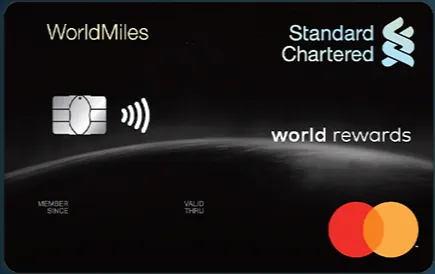 WorldMiles
Standard
Chartered
world rewards
MEMBER
SINCE
VALID
THRU